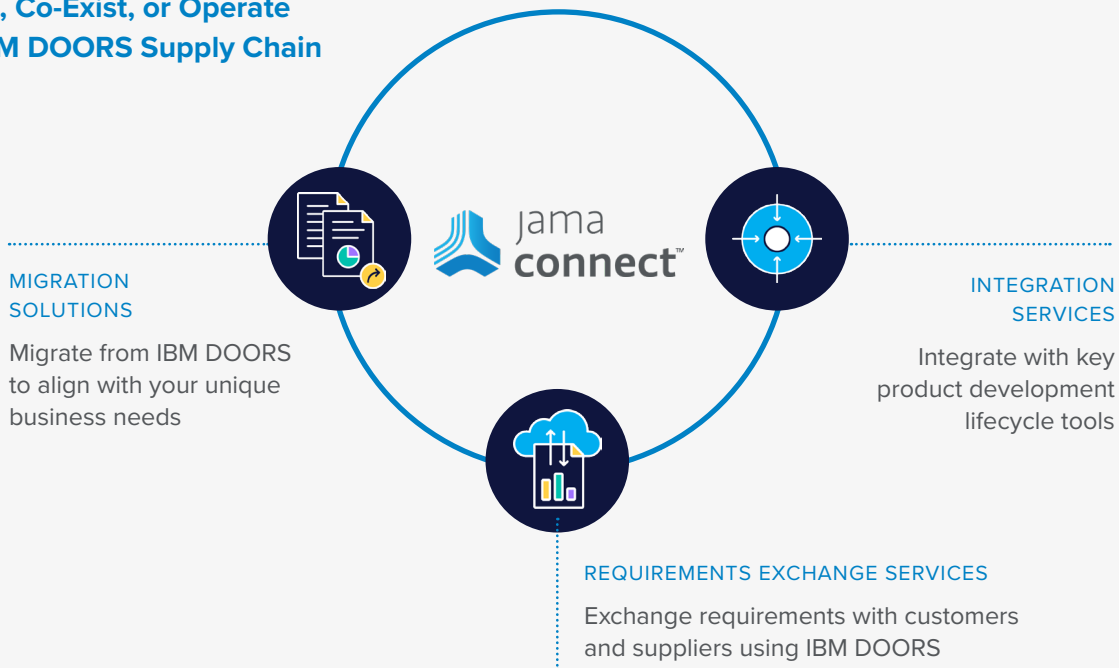 , Co-Exist, or Operate
M DOORS Supply Chain
jama
connect™
MIGRATION
SOLUTIONS
Migrate from IBM DOORS
to align with your unique
business needs
INTEGRATION
SERVICES
Integrate with key
product development
lifecycle tools
REQUIREMENTS EXCHANGE SERVICES
Exchange requirements with customers
and suppliers using IBM DOORS